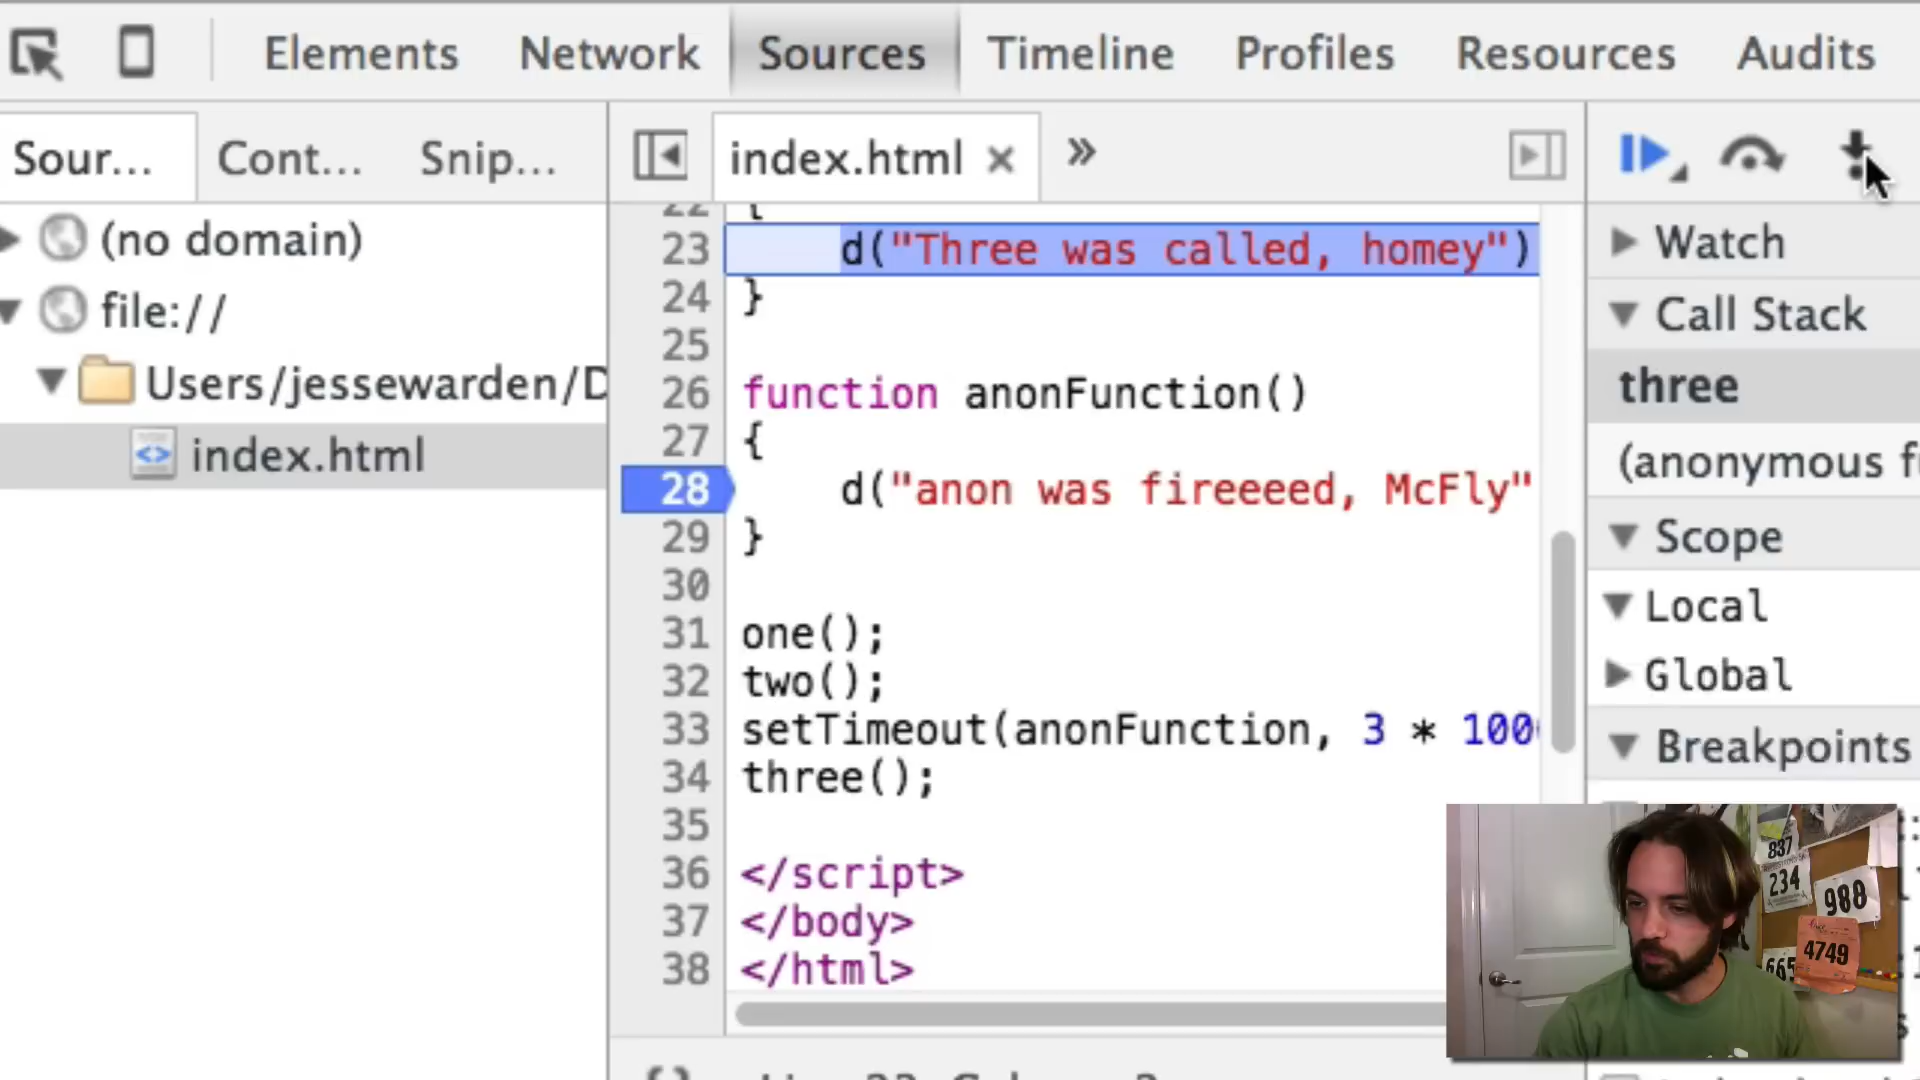 Elements Network Sources Timeline Profiles Resources Audits
Sour... Cont... Snip...
index.html × »
(no domain)
file://
Users/jessewarden/D
index.html
22 {
23 d("Three was called, homey")
24 }
25
26 function anonFunction()
27 {
28 d("anon was fireeeed, McFly"
29 }
30
31 one();
32 two();
33 setTimeout(anonFunction, 3 * 100
34 three();
35
36 </script>
37 </body>
38 </html>
Watch
Call Stack
three
(anonymous f
Scope
Local
Global
Breakpoints
837
234
988
4749
665